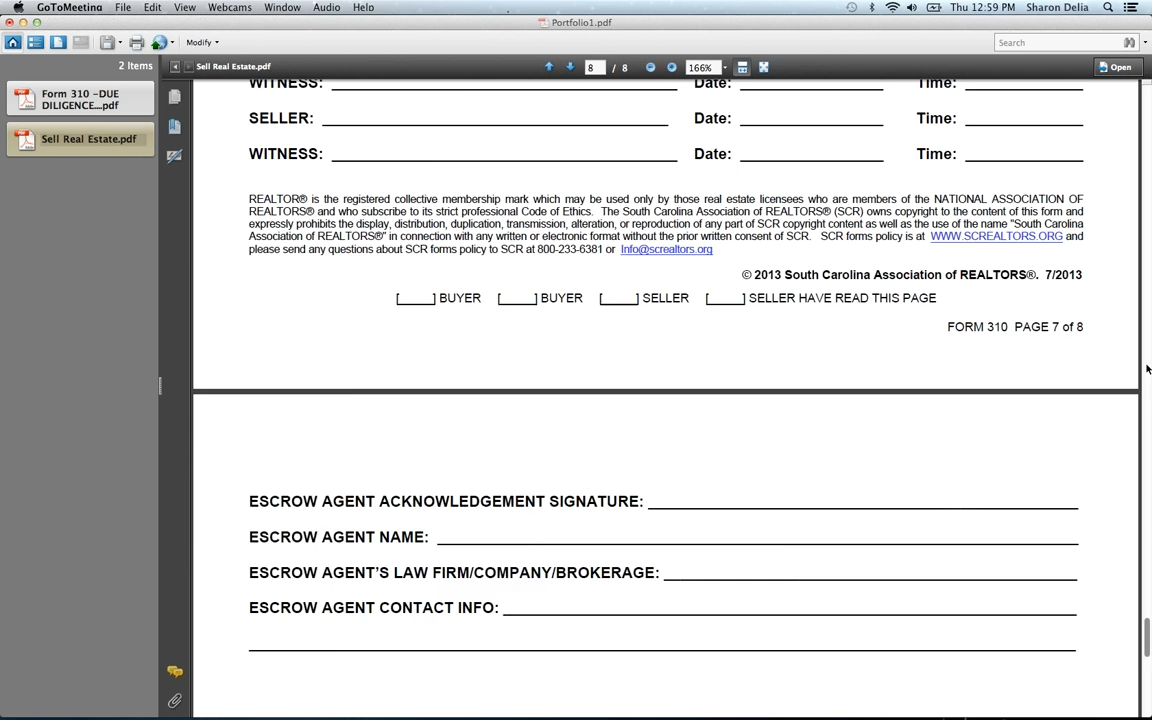 GoToMeeting File Edit View Webcams Window Audio Help Thu 12:59 PM Sharon Delia
Portfolio1.pdf
Modify Search
2 Items Sell Real Estate.pdf 8 / 8 166% Open
Form 310 -DUE
DILIGENCE....pdf
Sell Real Estate.pdf
WITNESS: Date: Time:
SELLER: Date: Time:
WITNESS: Date: Time:
REALTOR® is the registered collective membership mark which may be used only by those real estate licensees who are members of the NATIONAL ASSOCIATION OF
REALTORS® and who subscribe to its strict professional Code of Ethics. The South Carolina Association of REALTORS® (SCR) owns copyright to the content of this form and
expressly prohibits the display, distribution, duplication, transmission, alteration, or reproduction of any part of SCR copyright content as well as the use of the name "South Carolina
Association of REALTORS®" in connection with any written or electronic format without the prior written consent of SCR. SCR forms policy is at WWW.SCREALTORS.ORG and
please send any questions about SCR forms policy to SCR at 800-233-6381 or Info@screaltors.org
© 2013 South Carolina Association of REALTORS®. 7/2013
[_____] BUYER [_____] BUYER [_____] SELLER [_____] SELLER HAVE READ THIS PAGE
FORM 310 PAGE 7 of 8
ESCROW AGENT ACKNOWLEDGEMENT SIGNATURE:
ESCROW AGENT NAME:
ESCROW AGENT'S LAW FIRM/COMPANY/BROKERAGE:
ESCROW AGENT CONTACT INFO: